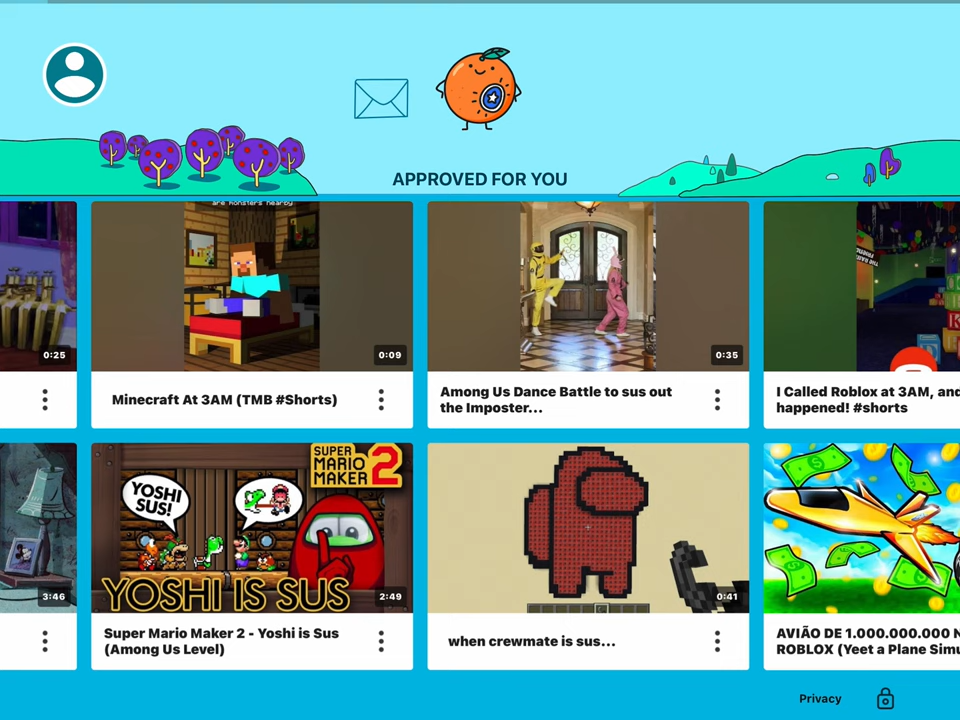 APPROVED FOR YOU
are monsters nearby
0:25
0:09
0:35
Minecraft At 3AM (TMB #Shorts)
Among Us Dance Battle to sus out
the Imposter...
I Called Roblox at 3AM, and
happened! #shorts
YOSHI
SUS!
SUPER
MARIO
MAKER 2
YOSHI IS SUS
3:46
2:49
0:41
Super Mario Maker 2 - Yoshi is Sus
(Among Us Level)
when crewmate is sus...
AVIÃO DE 1.000.000.000 N
ROBLOX (Yeet a Plane Simu
Privacy